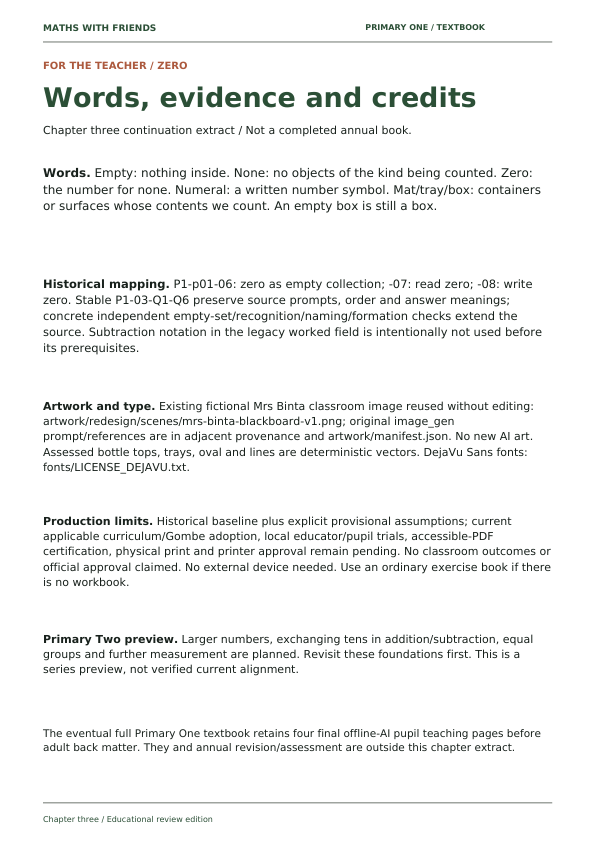 MATHS WITH FRIENDS
PRIMARY ONE / TEXTBOOK
FOR THE TEACHER / ZERO
Words, evidence and credits
Chapter three continuation extract / Not a completed annual book.
Words. Empty: nothing inside. None: no objects of the kind being counted. Zero:
the number for none. Numeral: a written number symbol. Mat/tray/box: containers
or surfaces whose contents we count. An empty box is still a box.
Historical mapping. P1-p01-06: zero as empty collection; -07: read zero; -08: write
zero. Stable P1-03-Q1-Q6 preserve source prompts, order and answer meanings;
concrete independent empty-set/recognition/naming/formation checks extend the
source. Subtraction notation in the legacy worked field is intentionally not used before
its prerequisites.
Artwork and type. Existing fictional Mrs Binta classroom image reused without editing:
artwork/redesign/scenes/mrs-binta-blackboard-v1.png; original image_gen
prompt/references are in adjacent provenance and artwork/manifest.json. No new AI art.
Assessed bottle tops, trays, oval and lines are deterministic vectors. DejaVu Sans fonts:
fonts/LICENSE_DEJAVU.txt.
Production limits. Historical baseline plus explicit provisional assumptions; current
applicable curriculum/Gombe adoption, local educator/pupil trials, accessible-PDF
certification, physical print and printer approval remain pending. No classroom outcomes or
official approval claimed. No external device needed. Use an ordinary exercise book if there
is no workbook.
Primary Two preview. Larger numbers, exchanging tens in addition/subtraction, equal
groups and further measurement are planned. Revisit these foundations first. This is a
series preview, not verified current alignment.
The eventual full Primary One textbook retains four final offline-AI pupil teaching pages before
adult back matter. They and annual revision/assessment are outside this chapter extract.
Chapter three / Educational review edition